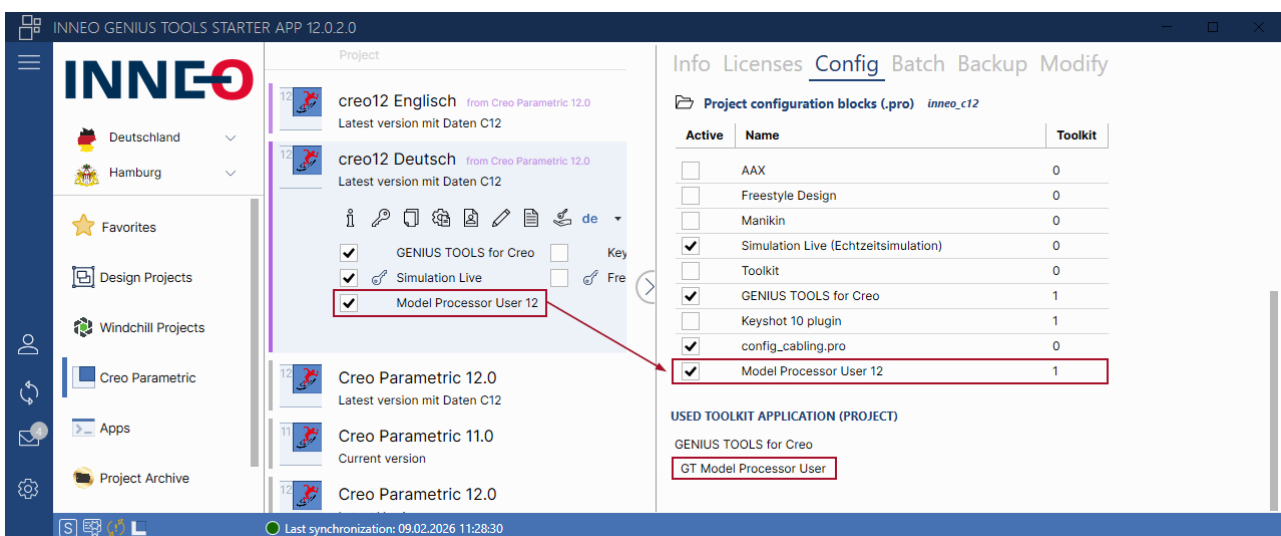 INNEO GENIUS TOOLS STARTER APP 12.0.2.0
INNEO
Deutschland
Hamburg
Favorites
Design Projects
Windchill Projects
Creo Parametric
Apps
Project Archive
4
Project
12
creo12 Englisch from Creo Parametric 12.0
Latest version mit Daten C12
12
creo12 Deutsch from Creo Parametric 12.0
Latest version mit Daten C12
de
GENIUS TOOLS for Creo Key
Simulation Live Fre
Model Processor User 12
12
Creo Parametric 12.0
Latest version mit Daten C12
11
Creo Parametric 11.0
Current version
12
Creo Parametric 12.0
Info Licenses Config Batch Backup Modify
Project configuration blocks (.pro) inneo_c12
Active Name Toolkit
AAX 0
Freestyle Design 0
Manikin 0
Simulation Live (Echtzeitsimulation) 0
Toolkit 0
GENIUS TOOLS for Creo 1
Keyshot 10 plugin 1
config_cabling.pro 0
Model Processor User 12 1
USED TOOLKIT APPLICATION (PROJECT)
GENIUS TOOLS for Creo
GT Model Processor User
S
Last synchronization: 09.02.2026 11:28:30